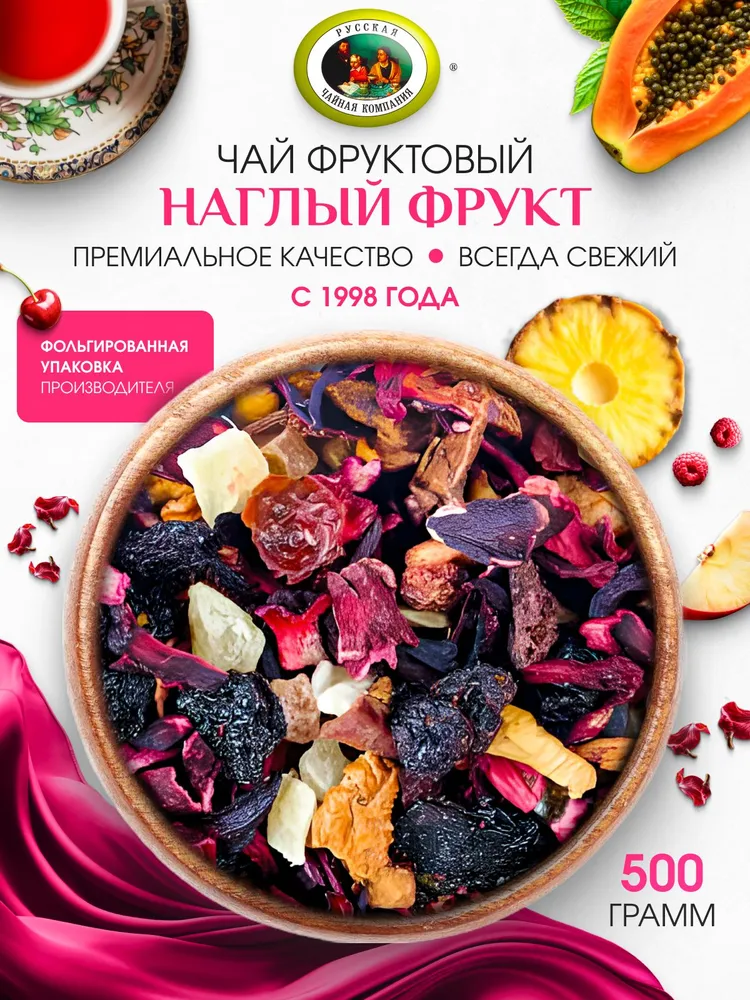 РУССКАЯ
ЧАЙНАЯ КОМПАНИЯ
®
ЧАЙ ФРУКТОВЫЙ
НАГЛЫЙ ФРУКТ
ПРЕМИАЛЬНОЕ КАЧЕСТВО • ВСЕГДА СВЕЖИЙ
С 1998 ГОДА
ФОЛЬГИРОВАННАЯ
УПАКОВКА
ПРОИЗВОДИТЕЛЯ
500
ГРАММ